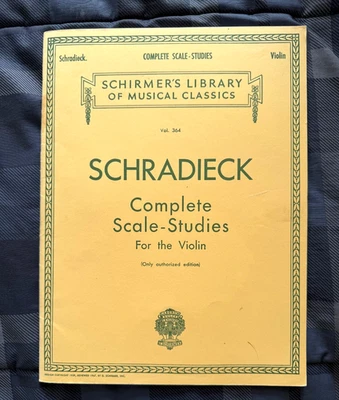 Schradieck. COMPLETE SCALE-STUDIES Violin
SCHIRMER'S LIBRARY
OF MUSICAL CLASSICS
Vol. 364
SCHRADIECK
Complete
Scale-Studies
For the Violin
(Only authorized edition)